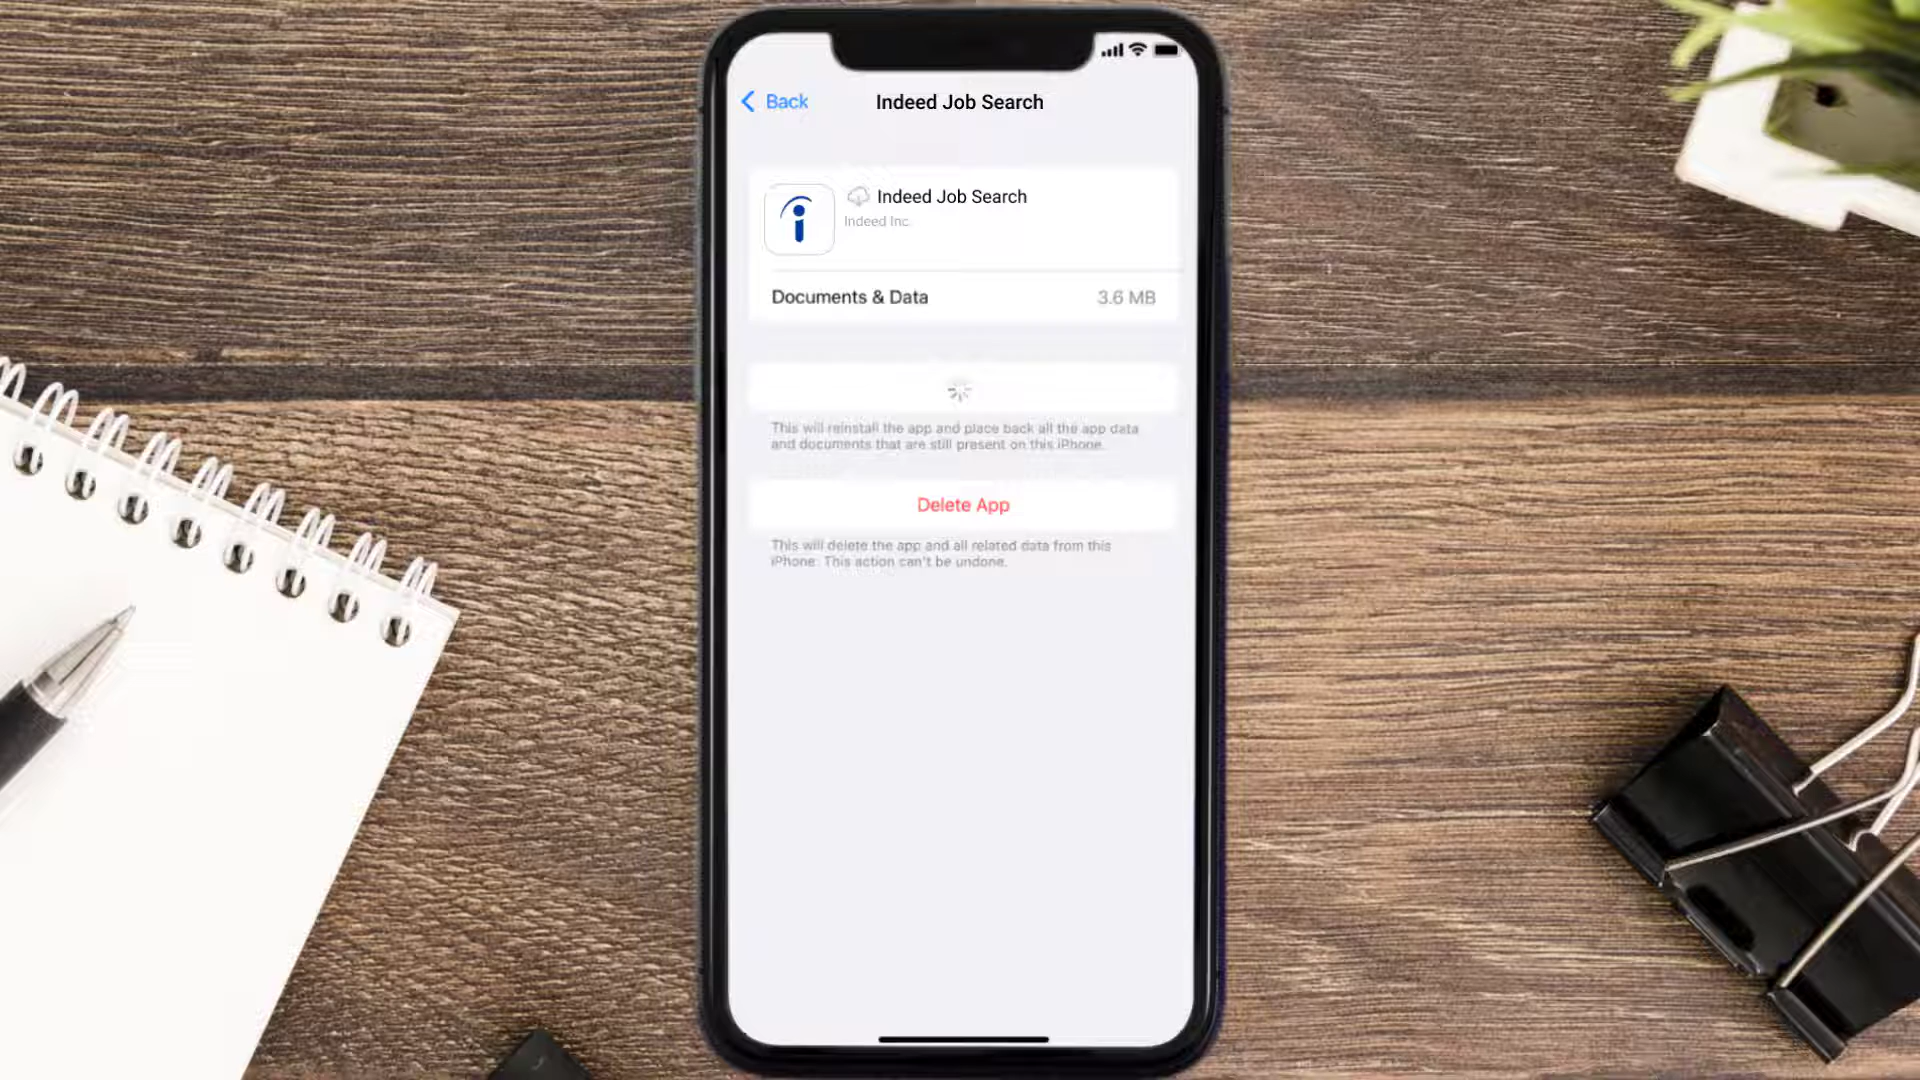 Back
Indeed Job Search
Indeed Job Search
Indeed Inc.
Documents & Data
3.6 MB
This will reinstall the app and place back all the app data
and documents that are still present on this iPhone.
Delete App
This will delete the app and all related data from this
iPhone. This action can't be undone.